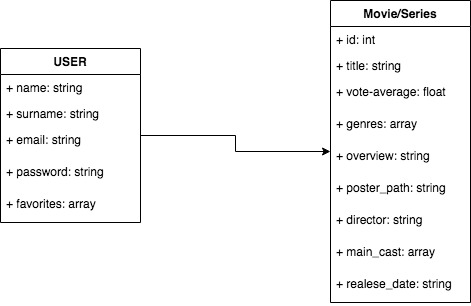 USER
+ name: string
+ surname: string
+ email: string
+ password: string
+ favorites: array
Movie/Series
+ id: int
+ title: string
+ vote-average: float
+ genres: array
+ overview: string
+ poster_path: string
+ director: string
+ main_cast: array
+ realese_date: string